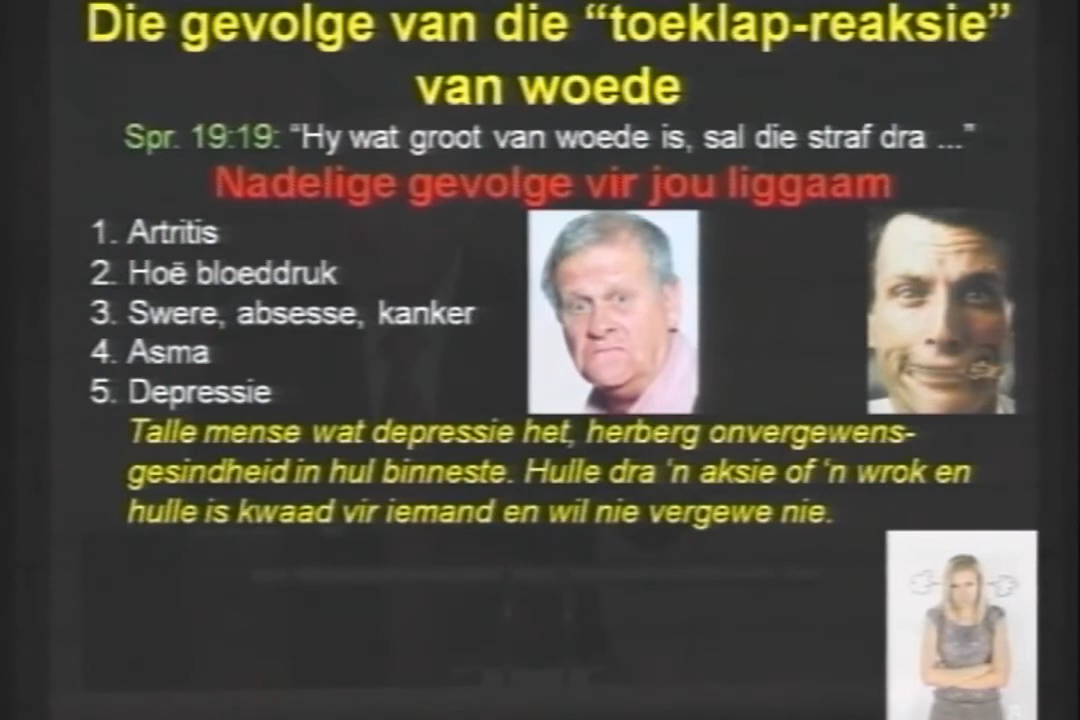 Die gevolge van die “toeklap-reaksie”
van woede
Spr. 19:19: “Hy wat groot van woede is, sal die straf dra ...”
Nadelige gevolge vir jou liggaam
1. Artritis
2. Hoë bloeddruk
3. Swere, absesse, kanker
4. Asma
5. Depressie
Talle mense wat depressie het, herberg onvergewens-
gesindheid in hul binneste. Hulle dra 'n aksie of 'n wrok en
hulle is kwaad vir iemand en wil nie vergewe nie.